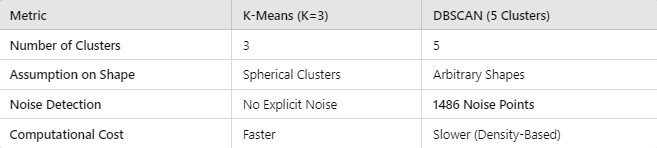 Metric K-Means (K=3) DBSCAN (5 Clusters)
Number of Clusters 3 5
Assumption on Shape Spherical Clusters Arbitrary Shapes
Noise Detection No Explicit Noise 1486 Noise Points
Computational Cost Faster Slower (Density-Based)